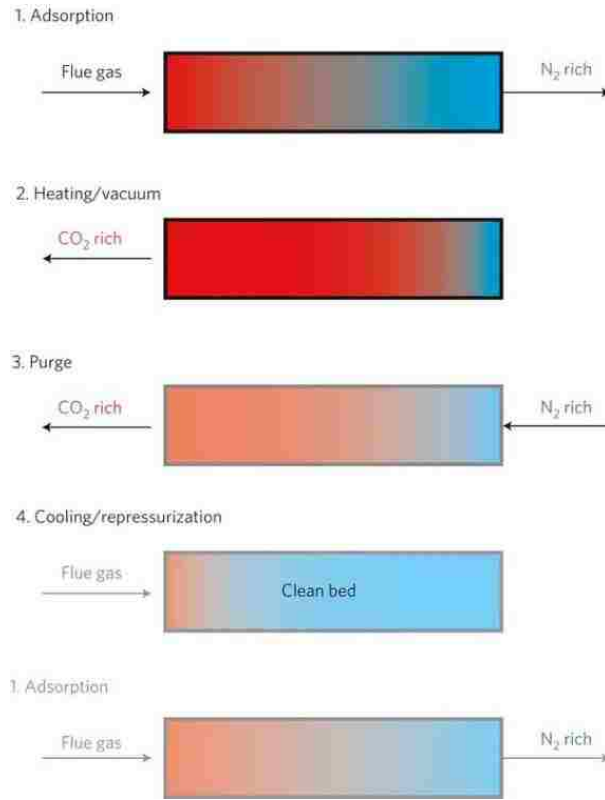 1. Adsorption
Flue gas
N₂ rich
2. Heating/vacuum
CO₂ rich
3. Purge
CO₂ rich
N₂ rich
4. Cooling/repressurization
Flue gas
Clean bed
1. Adsorption
Flue gas
N₂ rich